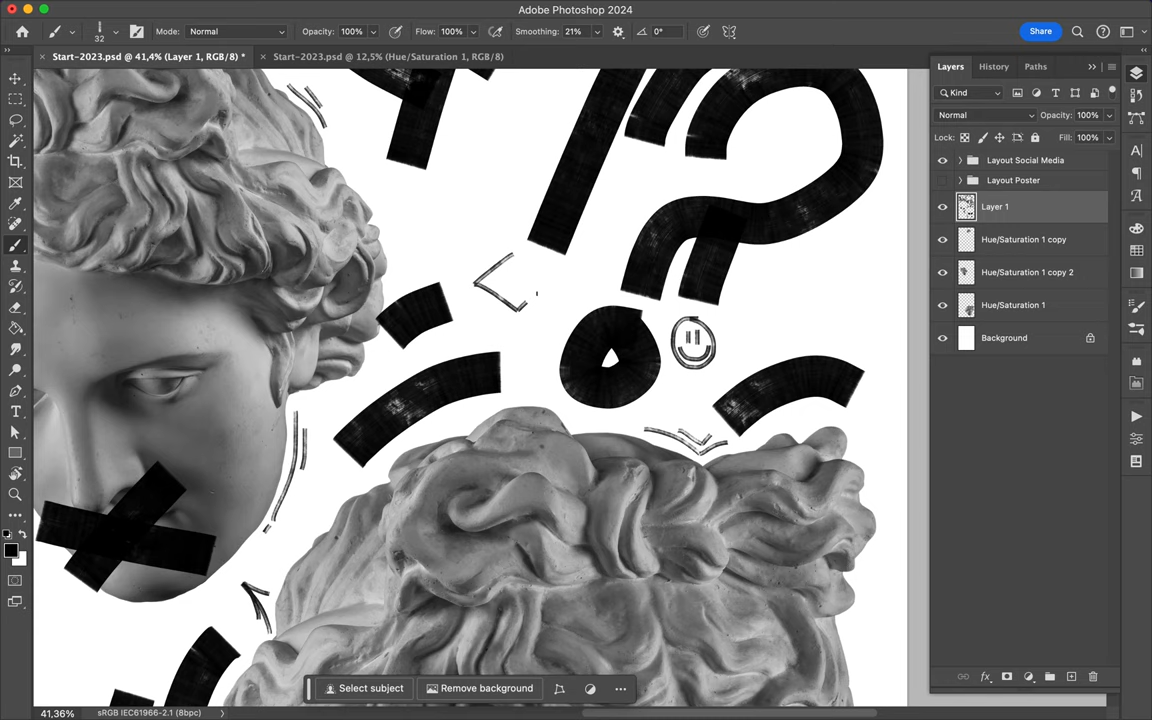 Adobe Photoshop 2024
32
Mode: Normal
Opacity: 100%
Flow: 100%
Smoothing: 21%
0°
Share
Start-2023.psd @ 41,4% (Layer 1, RGB/8) *
Start-2023.psd @ 12,5% (Hue/Saturation 1, RGB/8)
Layers
History
Paths
Kind
Normal
Opacity: 100%
Lock:
Fill: 100%
Layout Social Media
Layout Poster
Layer 1
Hue/Saturation 1 copy
Hue/Saturation 1 copy 2
Hue/Saturation 1
Background
Select subject
Remove background
41,36%
sRGB IEC61966-2.1 (8bpc)